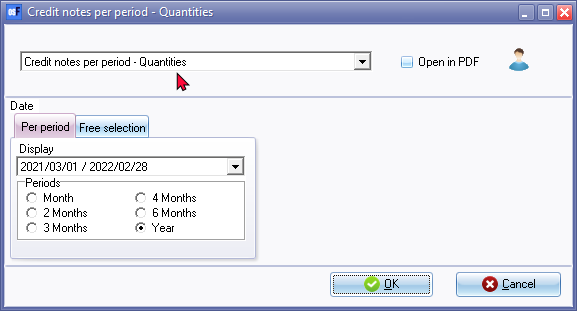 Credit notes per period - Quantities
Credit notes per period - Quantities
Open in PDF
Date
Per period
Free selection
Display
2021/03/01 / 2022/02/28
Periods
Month
4 Months
2 Months
6 Months
3 Months
Year
OK
Cancel